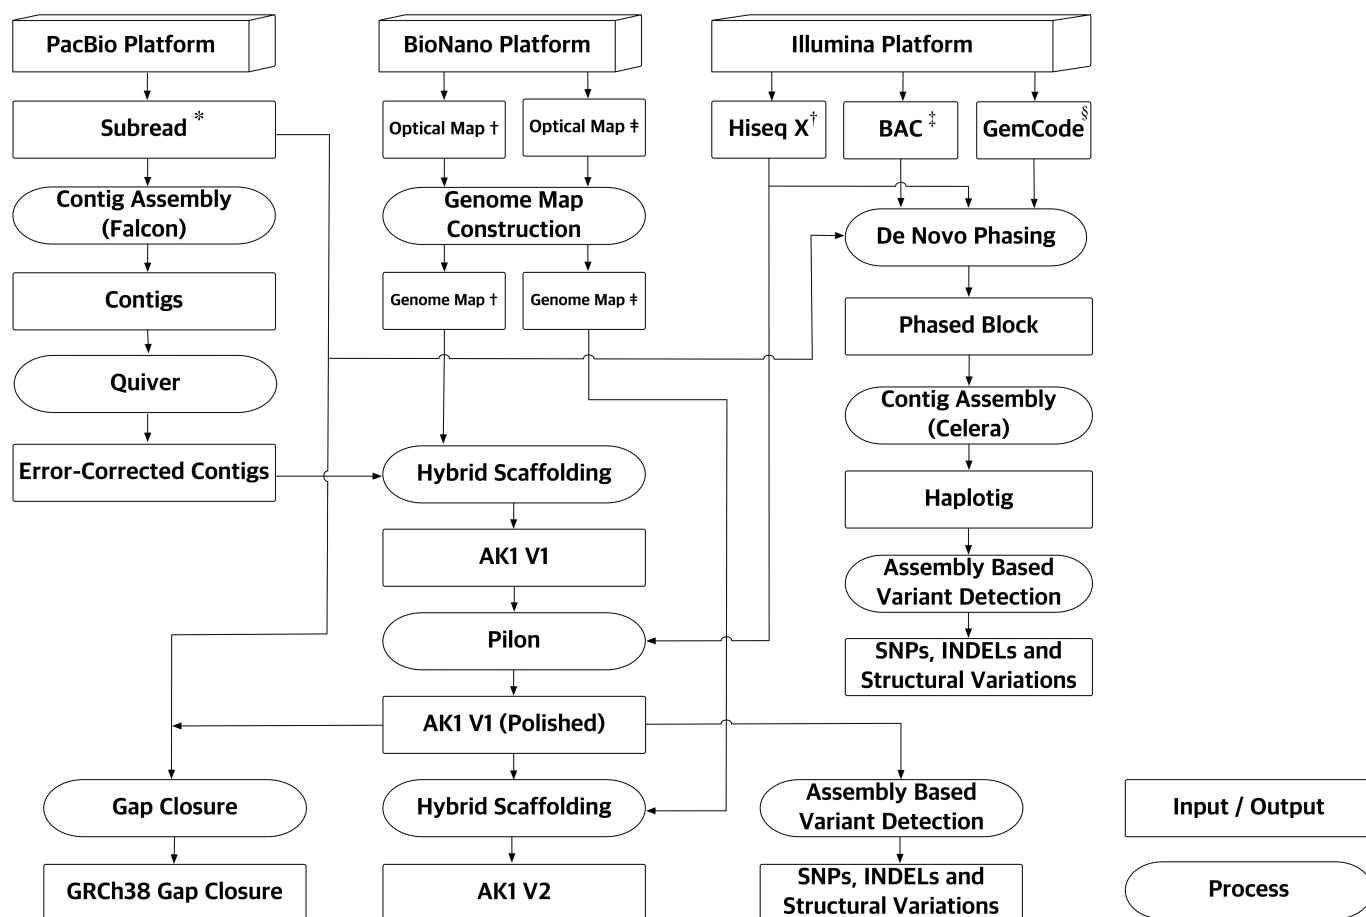 PacBio Platform
BioNano Platform
Illumina Platform
Subread *
Optical Map †
Optical Map ⹋
Hiseq X†
BAC ‡
GemCode§
Contig Assembly
(Falcon)
Genome Map
Construction
De Novo Phasing
Contigs
Genome Map †
Genome Map ⹋
Phased Block
Quiver
Contig Assembly
(Celera)
Error-Corrected Contigs
Hybrid Scaffolding
Haplotig
AK1 V1
Assembly Based
Variant Detection
Pilon
SNPs, INDELs and
Structural Variations
AK1 V1 (Polished)
Gap Closure
Hybrid Scaffolding
Assembly Based
Variant Detection
Input / Output
GRCh38 Gap Closure
AK1 V2
SNPs, INDELs and
Structural Variations
Process